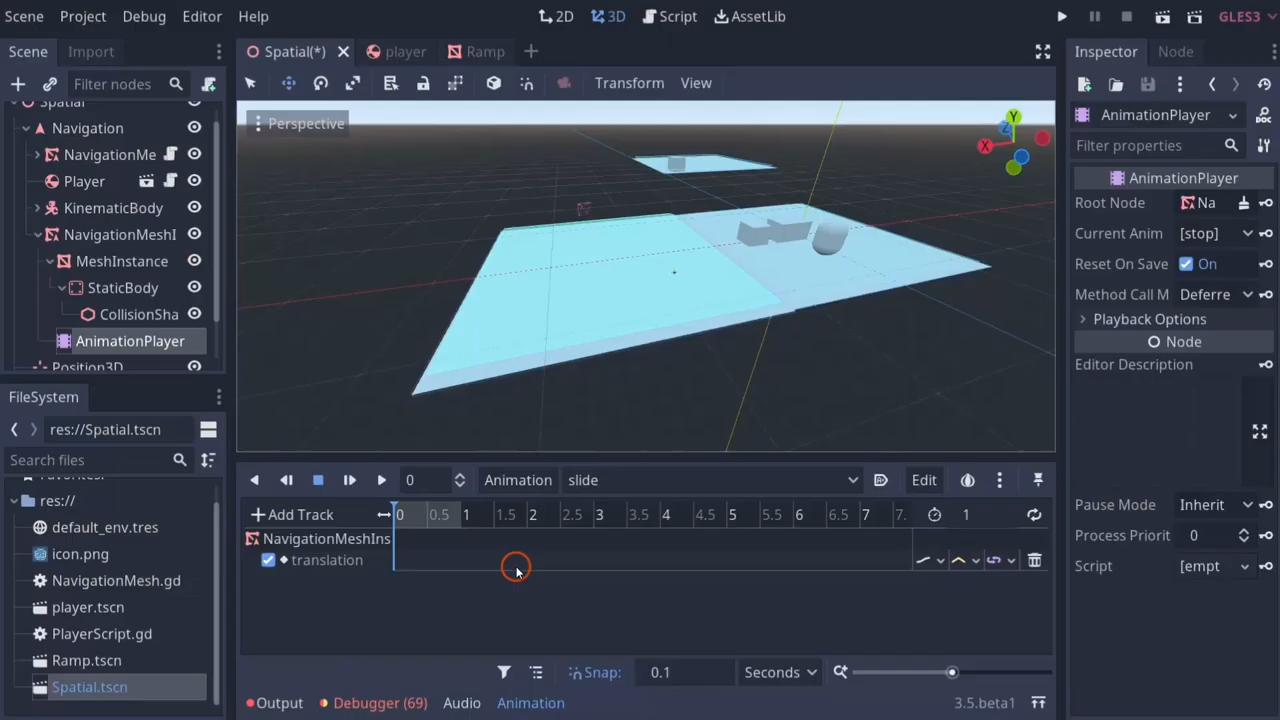 Scene Project Debug Editor Help
2D 3D Script AssetLib
GLES3
Scene Import
Filter nodes
Spatial
Navigation
NavigationMe
Player
KinematicBody
NavigationMeshI
MeshInstance
StaticBody
CollisionSha
AnimationPlayer
Position3D
FileSystem
res://Spatial.tscn
Search files
res://
default_env.tres
icon.png
NavigationMesh.gd
player.tscn
PlayerScript.gd
Ramp.tscn
Spatial.tscn
Spatial(*) player Ramp
Transform View
Perspective
Y
X
Z
0 Animation slide Edit
Add Track 0 0.5 1 1.5 2 2.5 3 3.5 4 4.5 5 5.5 6 6.5 7 7. 1
NavigationMeshIns
translation
Snap: 0.1 Seconds
Output Debugger (69) Audio Animation 3.5.beta1
Inspector Node
AnimationPlayer
Filter properties
AnimationPlayer
Root Node Na
Current Anim [stop]
Reset On Save On
Method Call M Deferre
Playback Options
Node
Editor Description
Pause Mode Inherit
Process Priorit 0
Script [empt